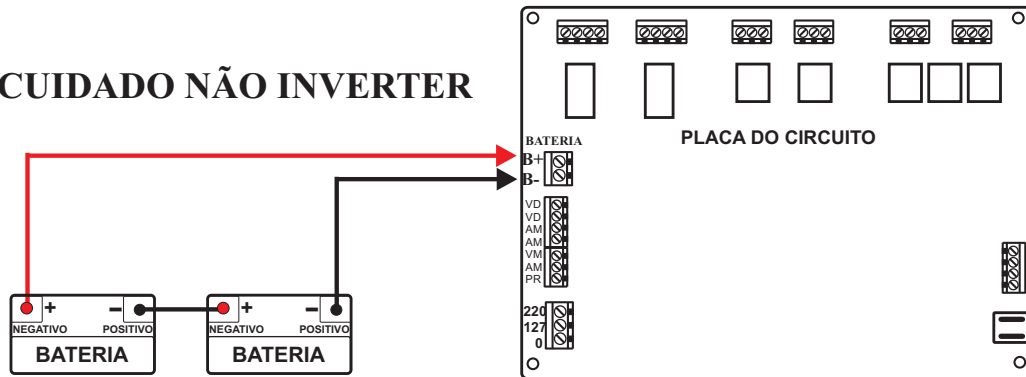 CUIDADO NÃO INVERTER
PLACA DO CIRCUITO
BATERIA
B+
B-
VD
VD
AM
AM
VM
AM
PR
220
127
0
+ −
NEGATIVO POSITIVO
BATERIA
+ −
NEGATIVO POSITIVO
BATERIA